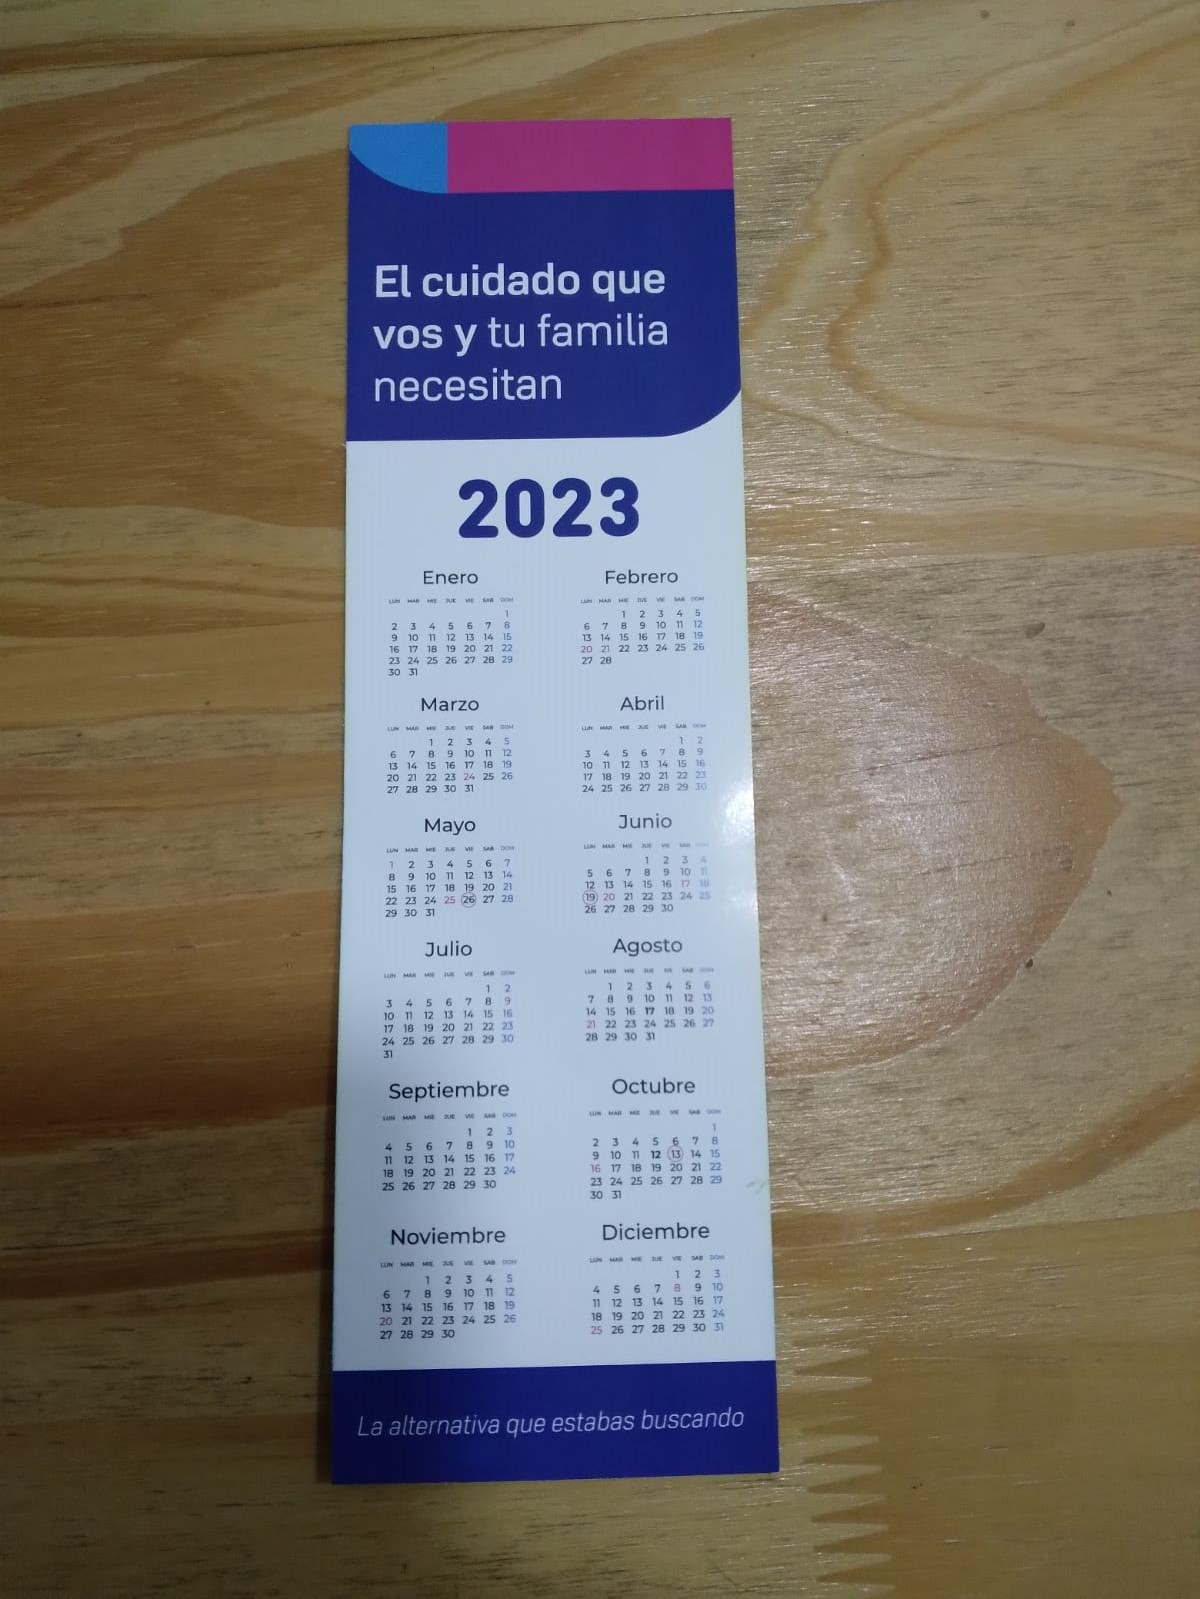 El cuidado que
vos y tu familia
necesitan
2023
Enero
LUN MAR MIE JUE VIE SAB DOM
1
2 3 4 5 6 7 8
9 10 11 12 13 14 15
16 17 18 19 20 21 22
23 24 25 26 27 28 29
30 31
Febrero
LUN MAR MIE JUE VIE SAB DOM
1 2 3 4 5
6 7 8 9 10 11 12
13 14 15 16 17 18 19
20 21 22 23 24 25 26
27 28
Marzo
LUN MAR MIE JUE VIE SAB DOM
1 2 3 4 5
6 7 8 9 10 11 12
13 14 15 16 17 18 19
20 21 22 23 24 25 26
27 28 29 30 31
Abril
LUN MAR MIE JUE VIE SAB DOM
1 2
3 4 5 6 7 8 9
10 11 12 13 14 15 16
17 18 19 20 21 22 23
24 25 26 27 28 29 30
Mayo
LUN MAR MIE JUE VIE SAB DOM
1 2 3 4 5 6 7
8 9 10 11 12 13 14
15 16 17 18 19 20 21
22 23 24 25 26 27 28
29 30 31
Junio
LUN MAR MIE JUE VIE SAB DOM
1 2 3 4
5 6 7 8 9 10 11
12 13 14 15 16 17 18
19 20 21 22 23 24 25
26 27 28 29 30
Julio
LUN MAR MIE JUE VIE SAB DOM
1 2
3 4 5 6 7 8 9
10 11 12 13 14 15 16
17 18 19 20 21 22 23
24 25 26 27 28 29 30
31
Agosto
LUN MAR MIE JUE VIE SAB DOM
1 2 3 4 5 6
7 8 9 10 11 12 13
14 15 16 17 18 19 20
21 22 23 24 25 26 27
28 29 30 31
Septiembre
LUN MAR MIE JUE VIE SAB DOM
1 2 3
4 5 6 7 8 9 10
11 12 13 14 15 16 17
18 19 20 21 22 23 24
25 26 27 28 29 30
Octubre
LUN MAR MIE JUE VIE SAB DOM
1
2 3 4 5 6 7 8
9 10 11 12 13 14 15
16 17 18 19 20 21 22
23 24 25 26 27 28 29
30 31
Noviembre
LUN MAR MIE JUE VIE SAB DOM
1 2 3 4 5
6 7 8 9 10 11 12
13 14 15 16 17 18 19
20 21 22 23 24 25 26
27 28 29 30
Diciembre
LUN MAR MIE JUE VIE SAB DOM
1 2 3
4 5 6 7 8 9 10
11 12 13 14 15 16 17
18 19 20 21 22 23 24
25 26 27 28 29 30 31
La alternativa que estabas buscando